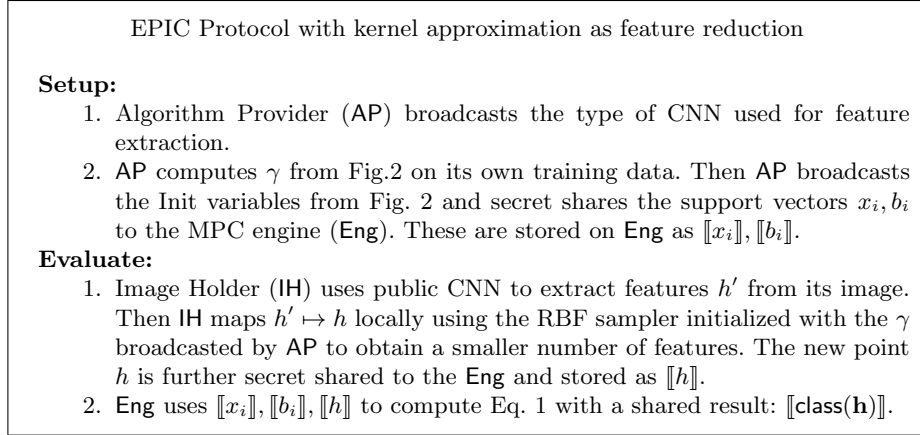 EPIC Protocol with kernel approximation as feature reduction
Setup:
1. Algorithm Provider (AP) broadcasts the type of CNN used for feature
extraction.
2. AP computes γ from Fig.2 on its own training data. Then AP broadcasts
the Init variables from Fig. 2 and secret shares the support vectors x_i, b_i
to the MPC engine (Eng). These are stored on Eng as ⟦x_i⟧, ⟦b_i⟧.
Evaluate:
1. Image Holder (IH) uses public CNN to extract features h′ from its image.
Then IH maps h′ ↦ h locally using the RBF sampler initialized with the γ
broadcasted by AP to obtain a smaller number of features. The new point
h is further secret shared to the Eng and stored as ⟦h⟧.
2. Eng uses ⟦x_i⟧, ⟦b_i⟧, ⟦h⟧ to compute Eq. 1 with a shared result: ⟦class(h)⟧.